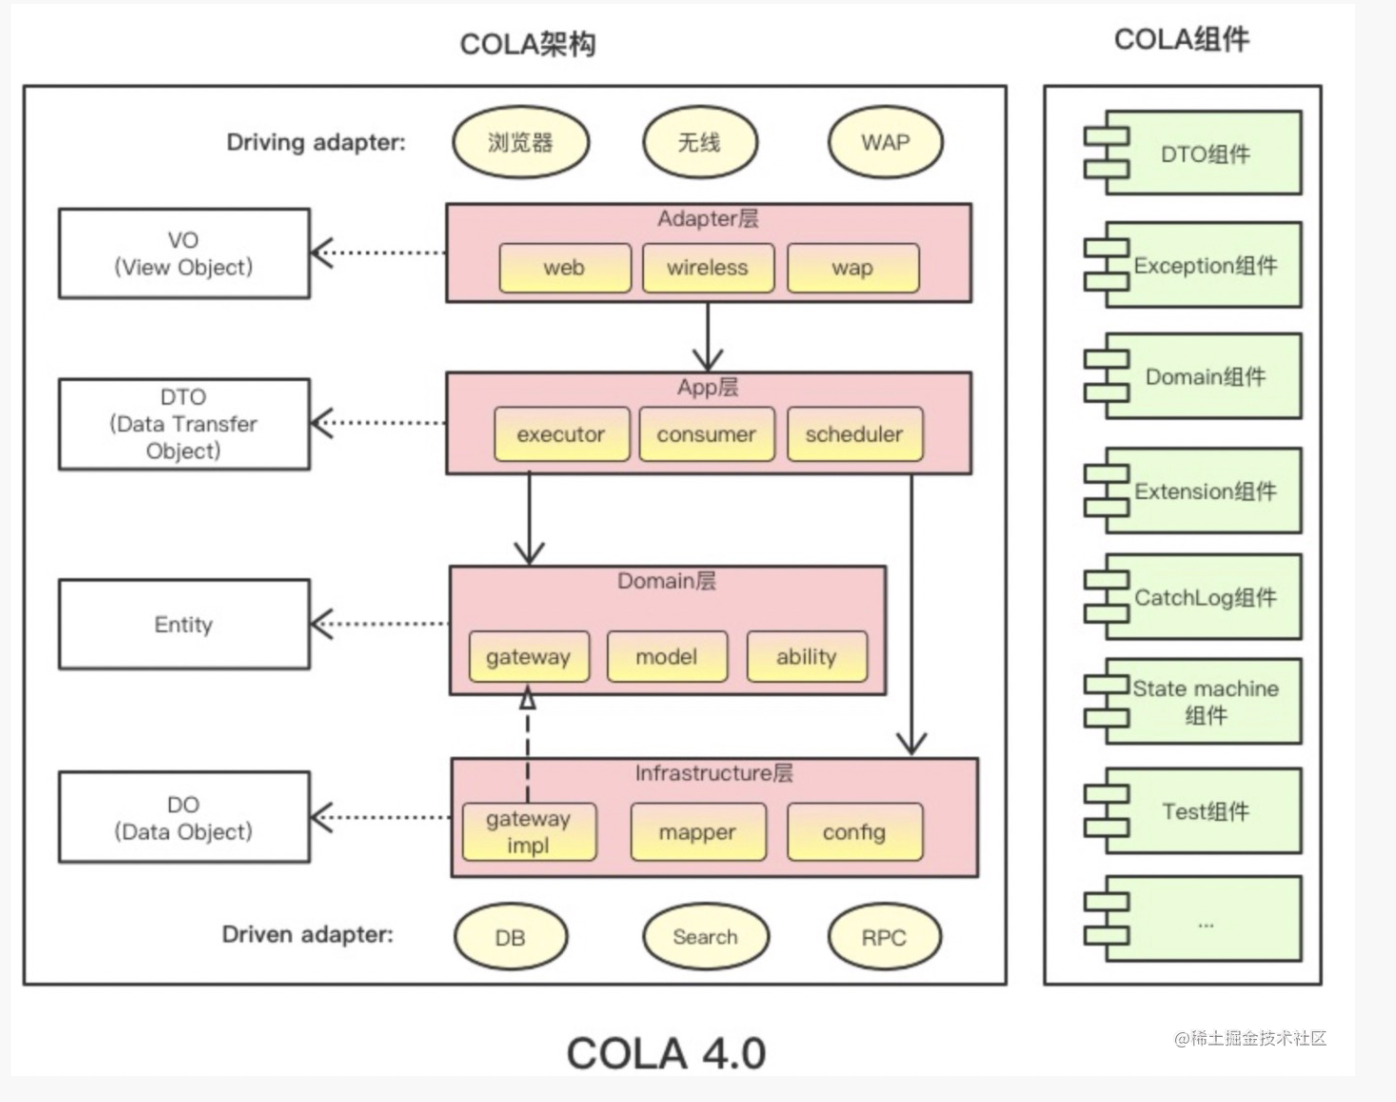 COLA架构
COLA组件
Driving adapter:
浏览器
无线
WAP
VO
(View Object)
Adapter层
web
wireless
wap
DTO
(Data Transfer
Object)
App层
executor
consumer
scheduler
Entity
Domain层
gateway
model
ability
DO
(Data Object)
Infrastructure层
gateway
impl
mapper
config
Driven adapter:
DB
Search
RPC
DTO组件
Exception组件
Domain组件
Extension组件
CatchLog组件
State machine
组件
Test组件
...
COLA 4.0
@稀土掘金技术社区